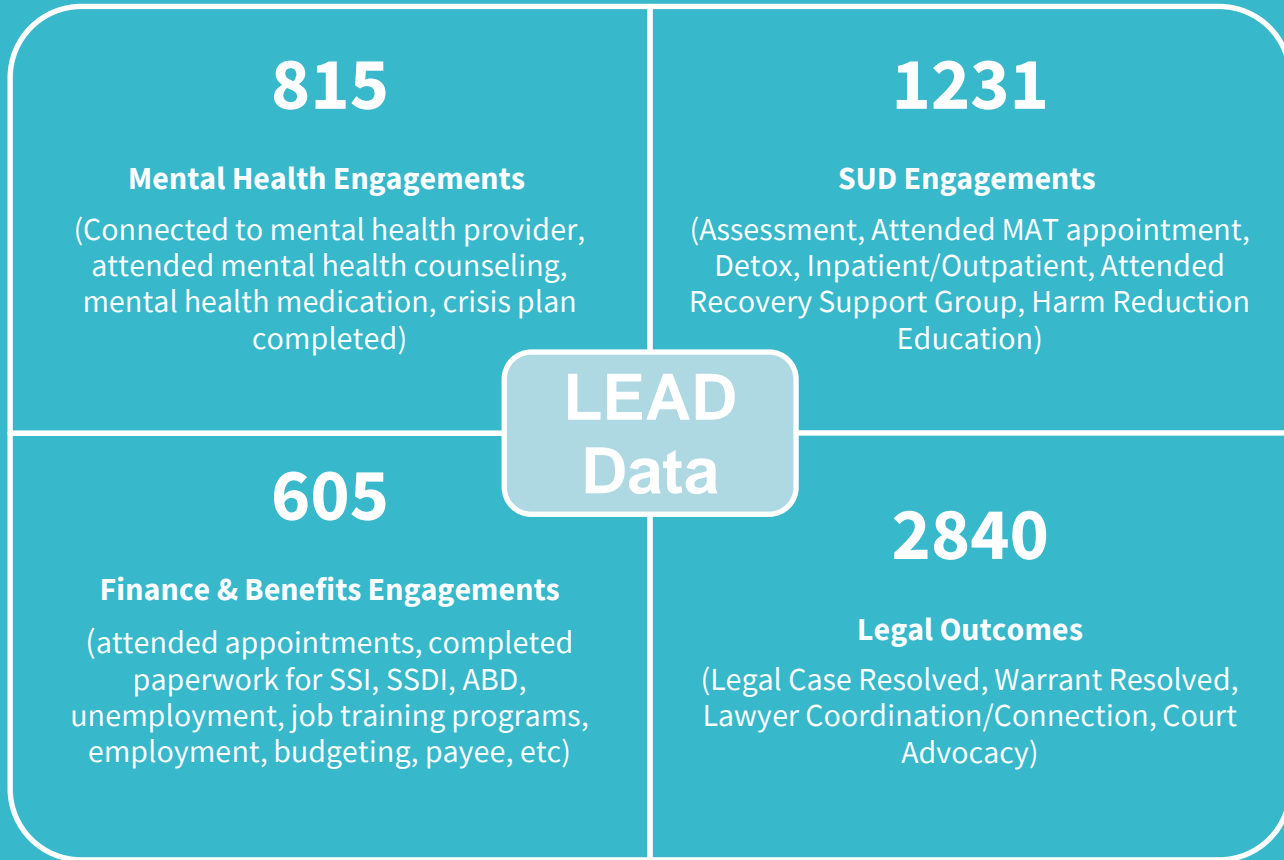 815
Mental Health Engagements
(Connected to mental health provider,
attended mental health counseling,
mental health medication, crisis plan
completed)
1231
SUD Engagements
(Assessment, Attended MAT appointment,
Detox, Inpatient/Outpatient, Attended
Recovery Support Group, Harm Reduction
Education)
LEAD
Data
605
Finance & Benefits Engagements
(attended appointments, completed
paperwork for SSI, SSDI, ABD,
unemployment, job training programs,
employment, budgeting, payee, etc)
2840
Legal Outcomes
(Legal Case Resolved, Warrant Resolved,
Lawyer Coordination/Connection, Court
Advocacy)